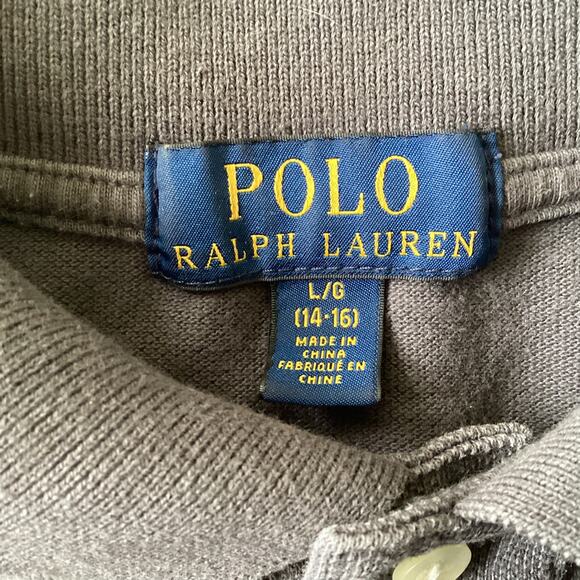 POLO
RALPH LAUREN
L/G
(14-16)
MADE IN
CHINA
FABRIQUÉ EN
CHINE